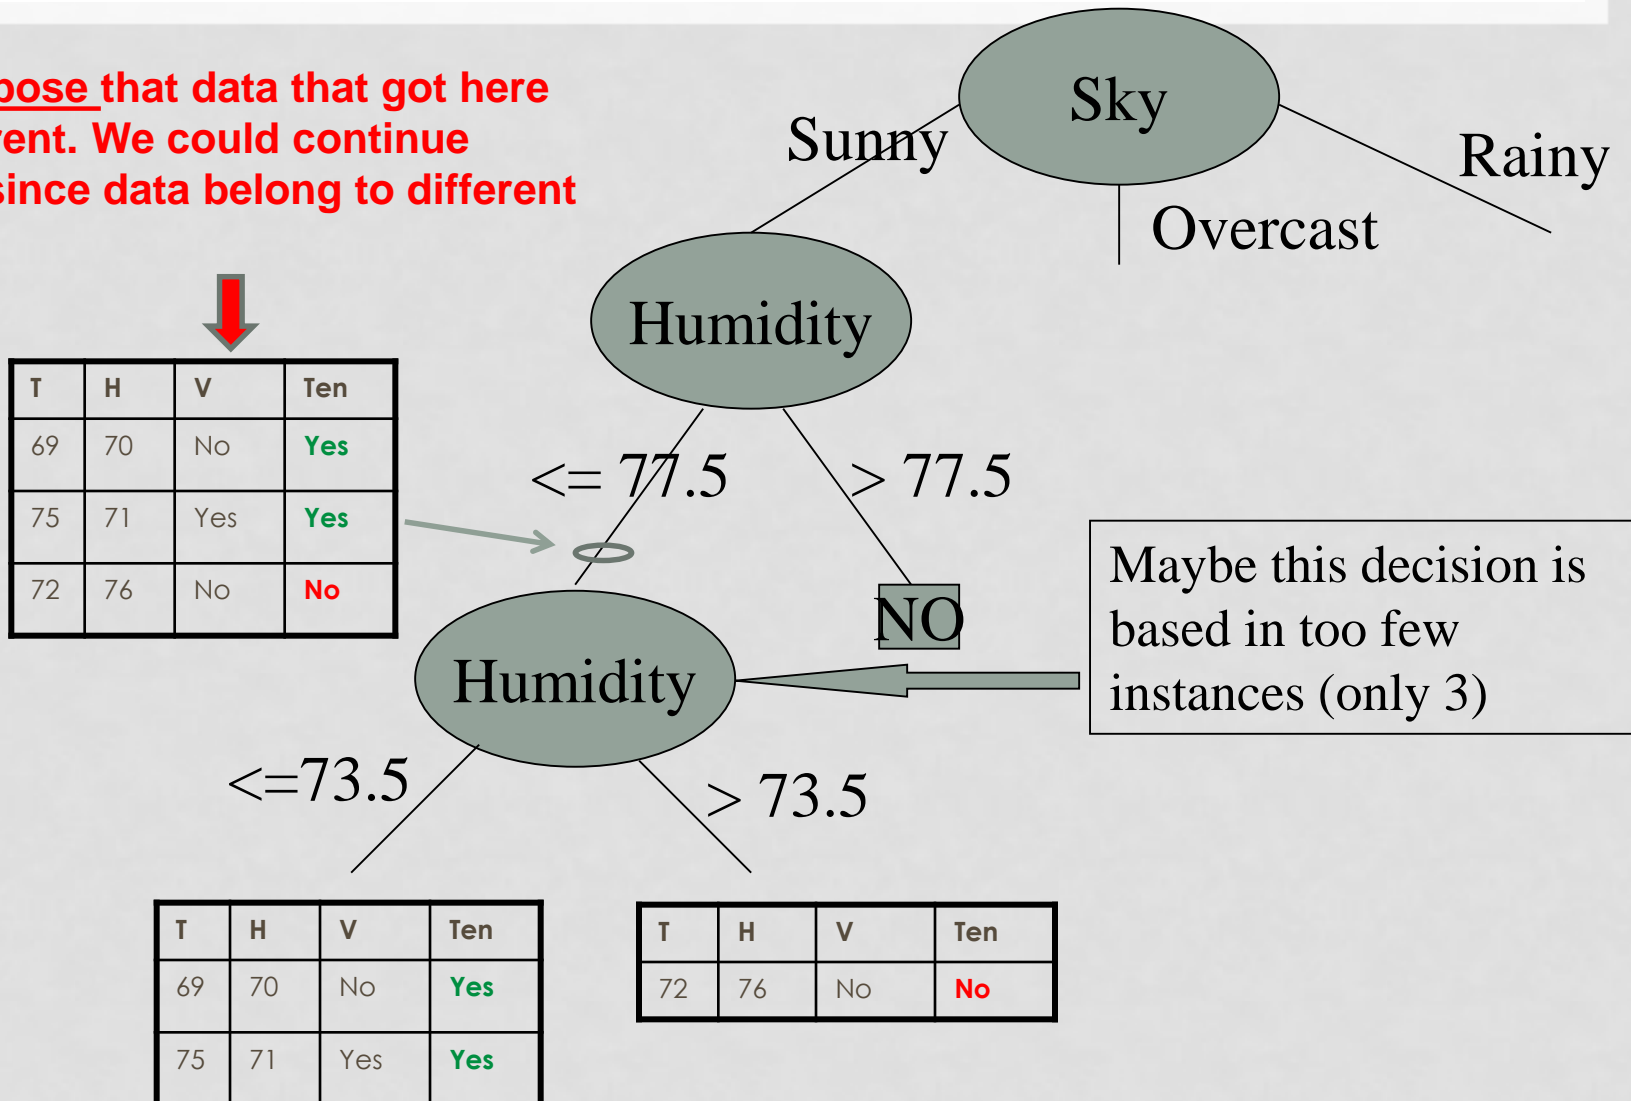 pose that data that got here
rent. We could continue
since data belong to different
Sky
Sunny
Rainy
Overcast
Humidity
T H V Ten
69 70 No Yes
75 71 Yes Yes
72 76 No No
<= 77.5
> 77.5
NO
Maybe this decision is
based in too few
instances (only 3)
Humidity
<=73.5
> 73.5
T H V Ten
69 70 No Yes
75 71 Yes Yes
T H V Ten
72 76 No No